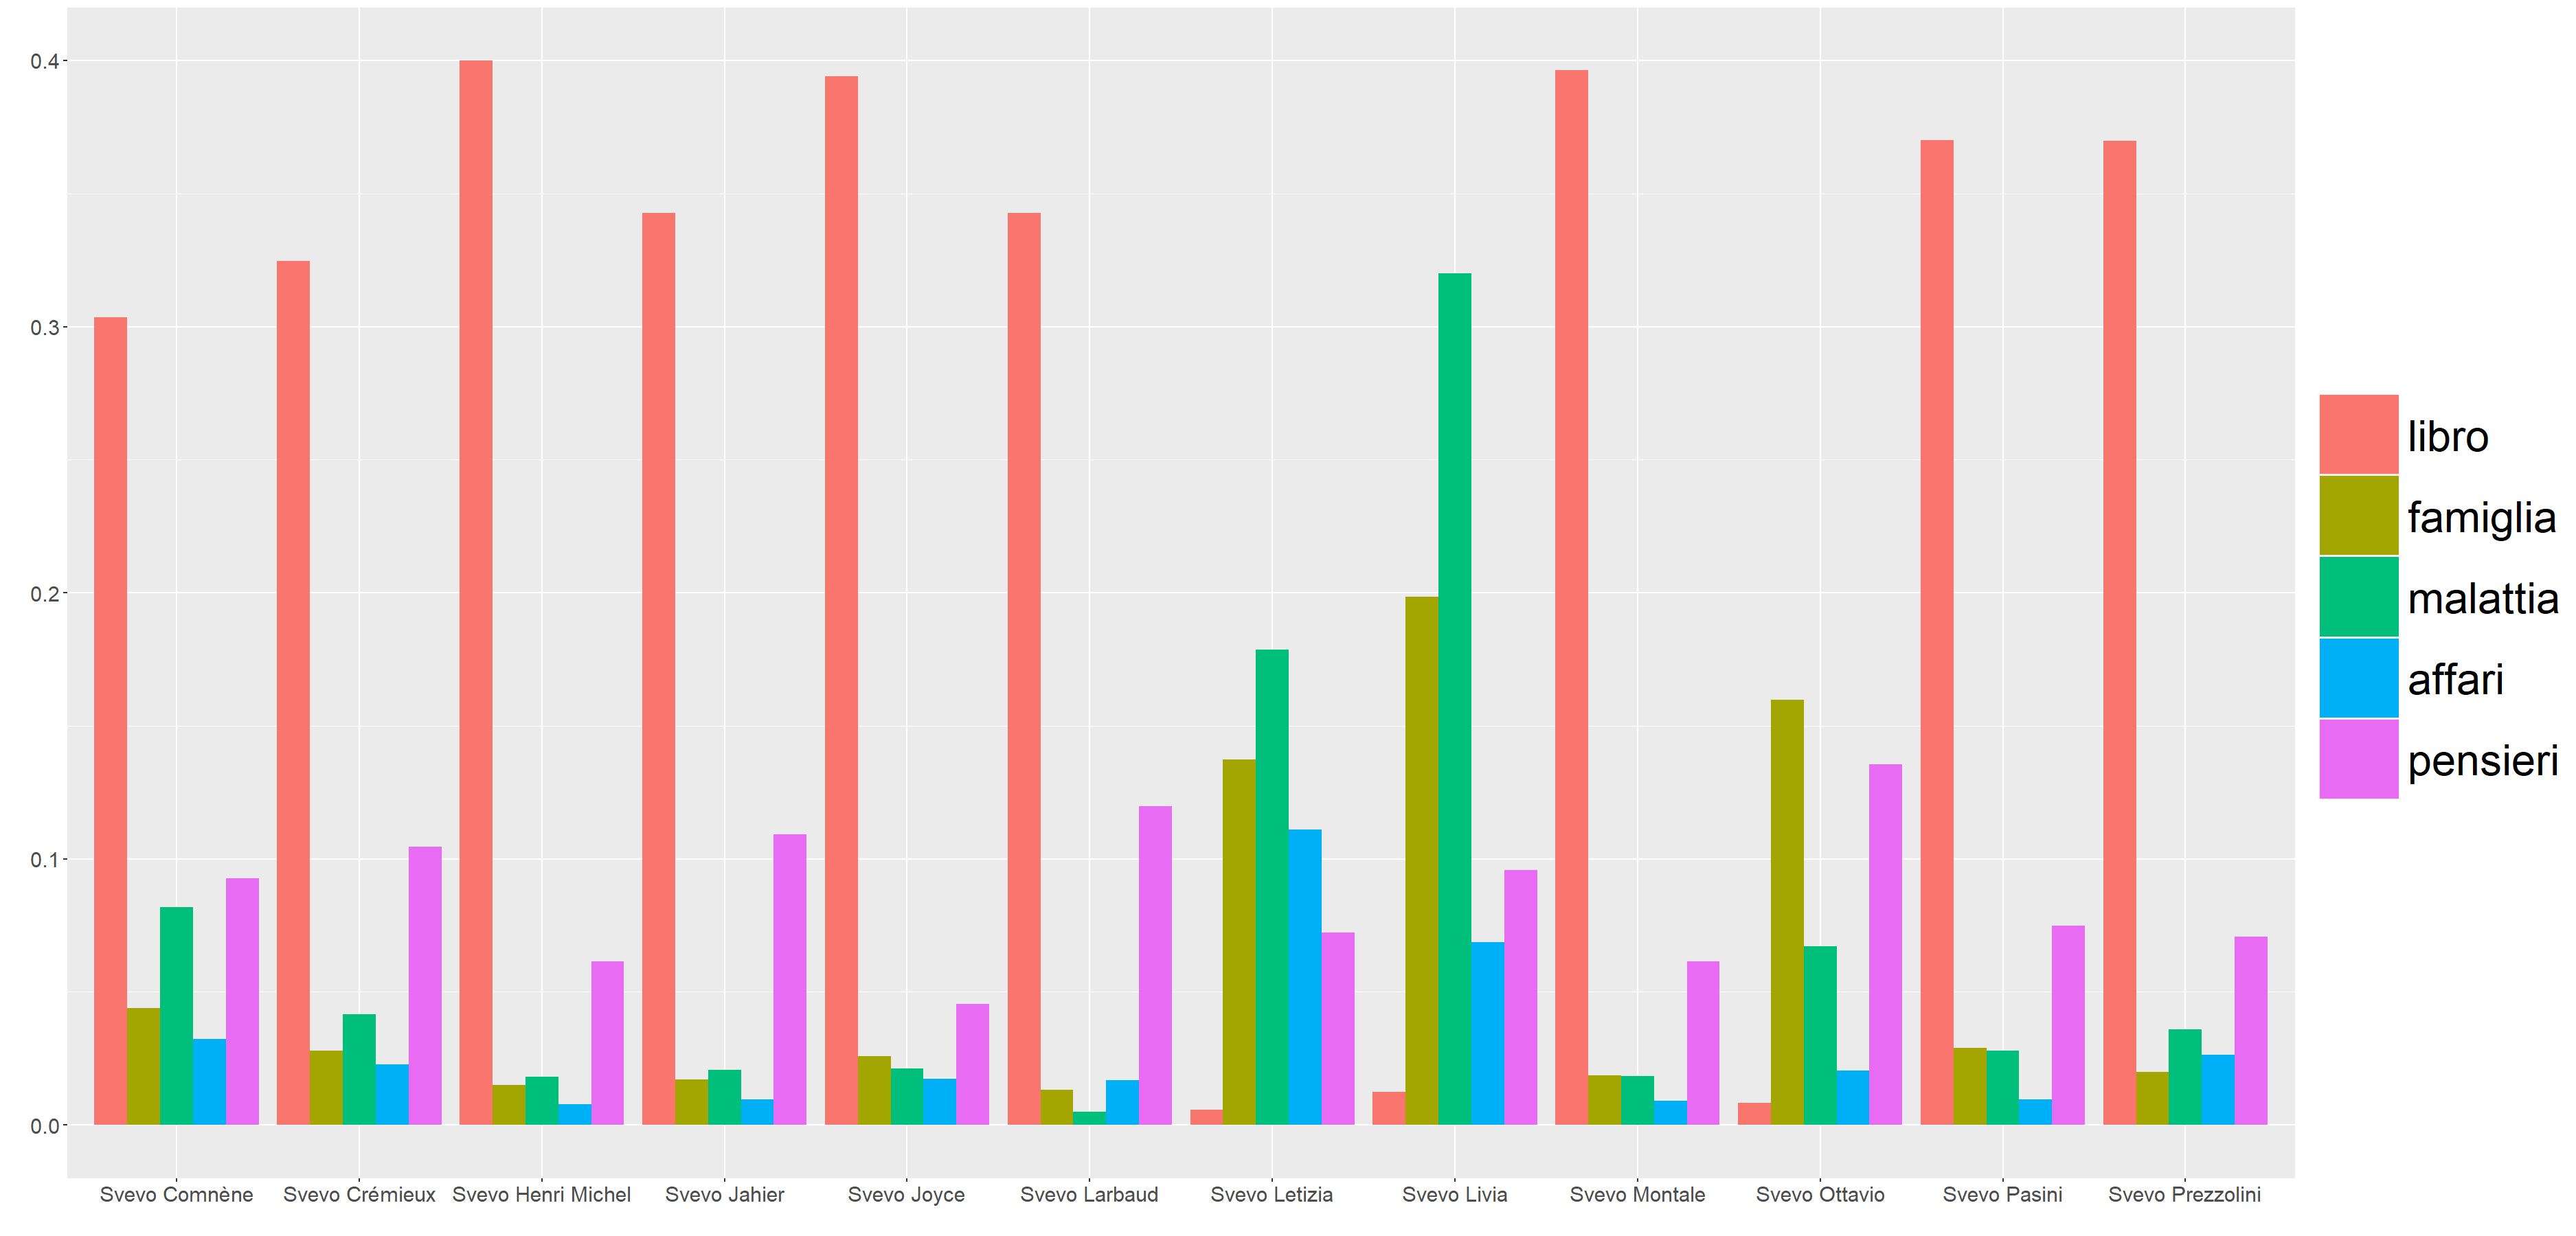 0.4
0.3
0.2
0.1
0.0
Svevo Comnène
Svevo Crémieux
Svevo Henri Michel
Svevo Jahier
Svevo Joyce
Svevo Larbaud
Svevo Letizia
Svevo Livia
Svevo Montale
Svevo Ottavio
Svevo Pasini
Svevo Prezzolini
libro
famiglia
malattia
affari
pensieri